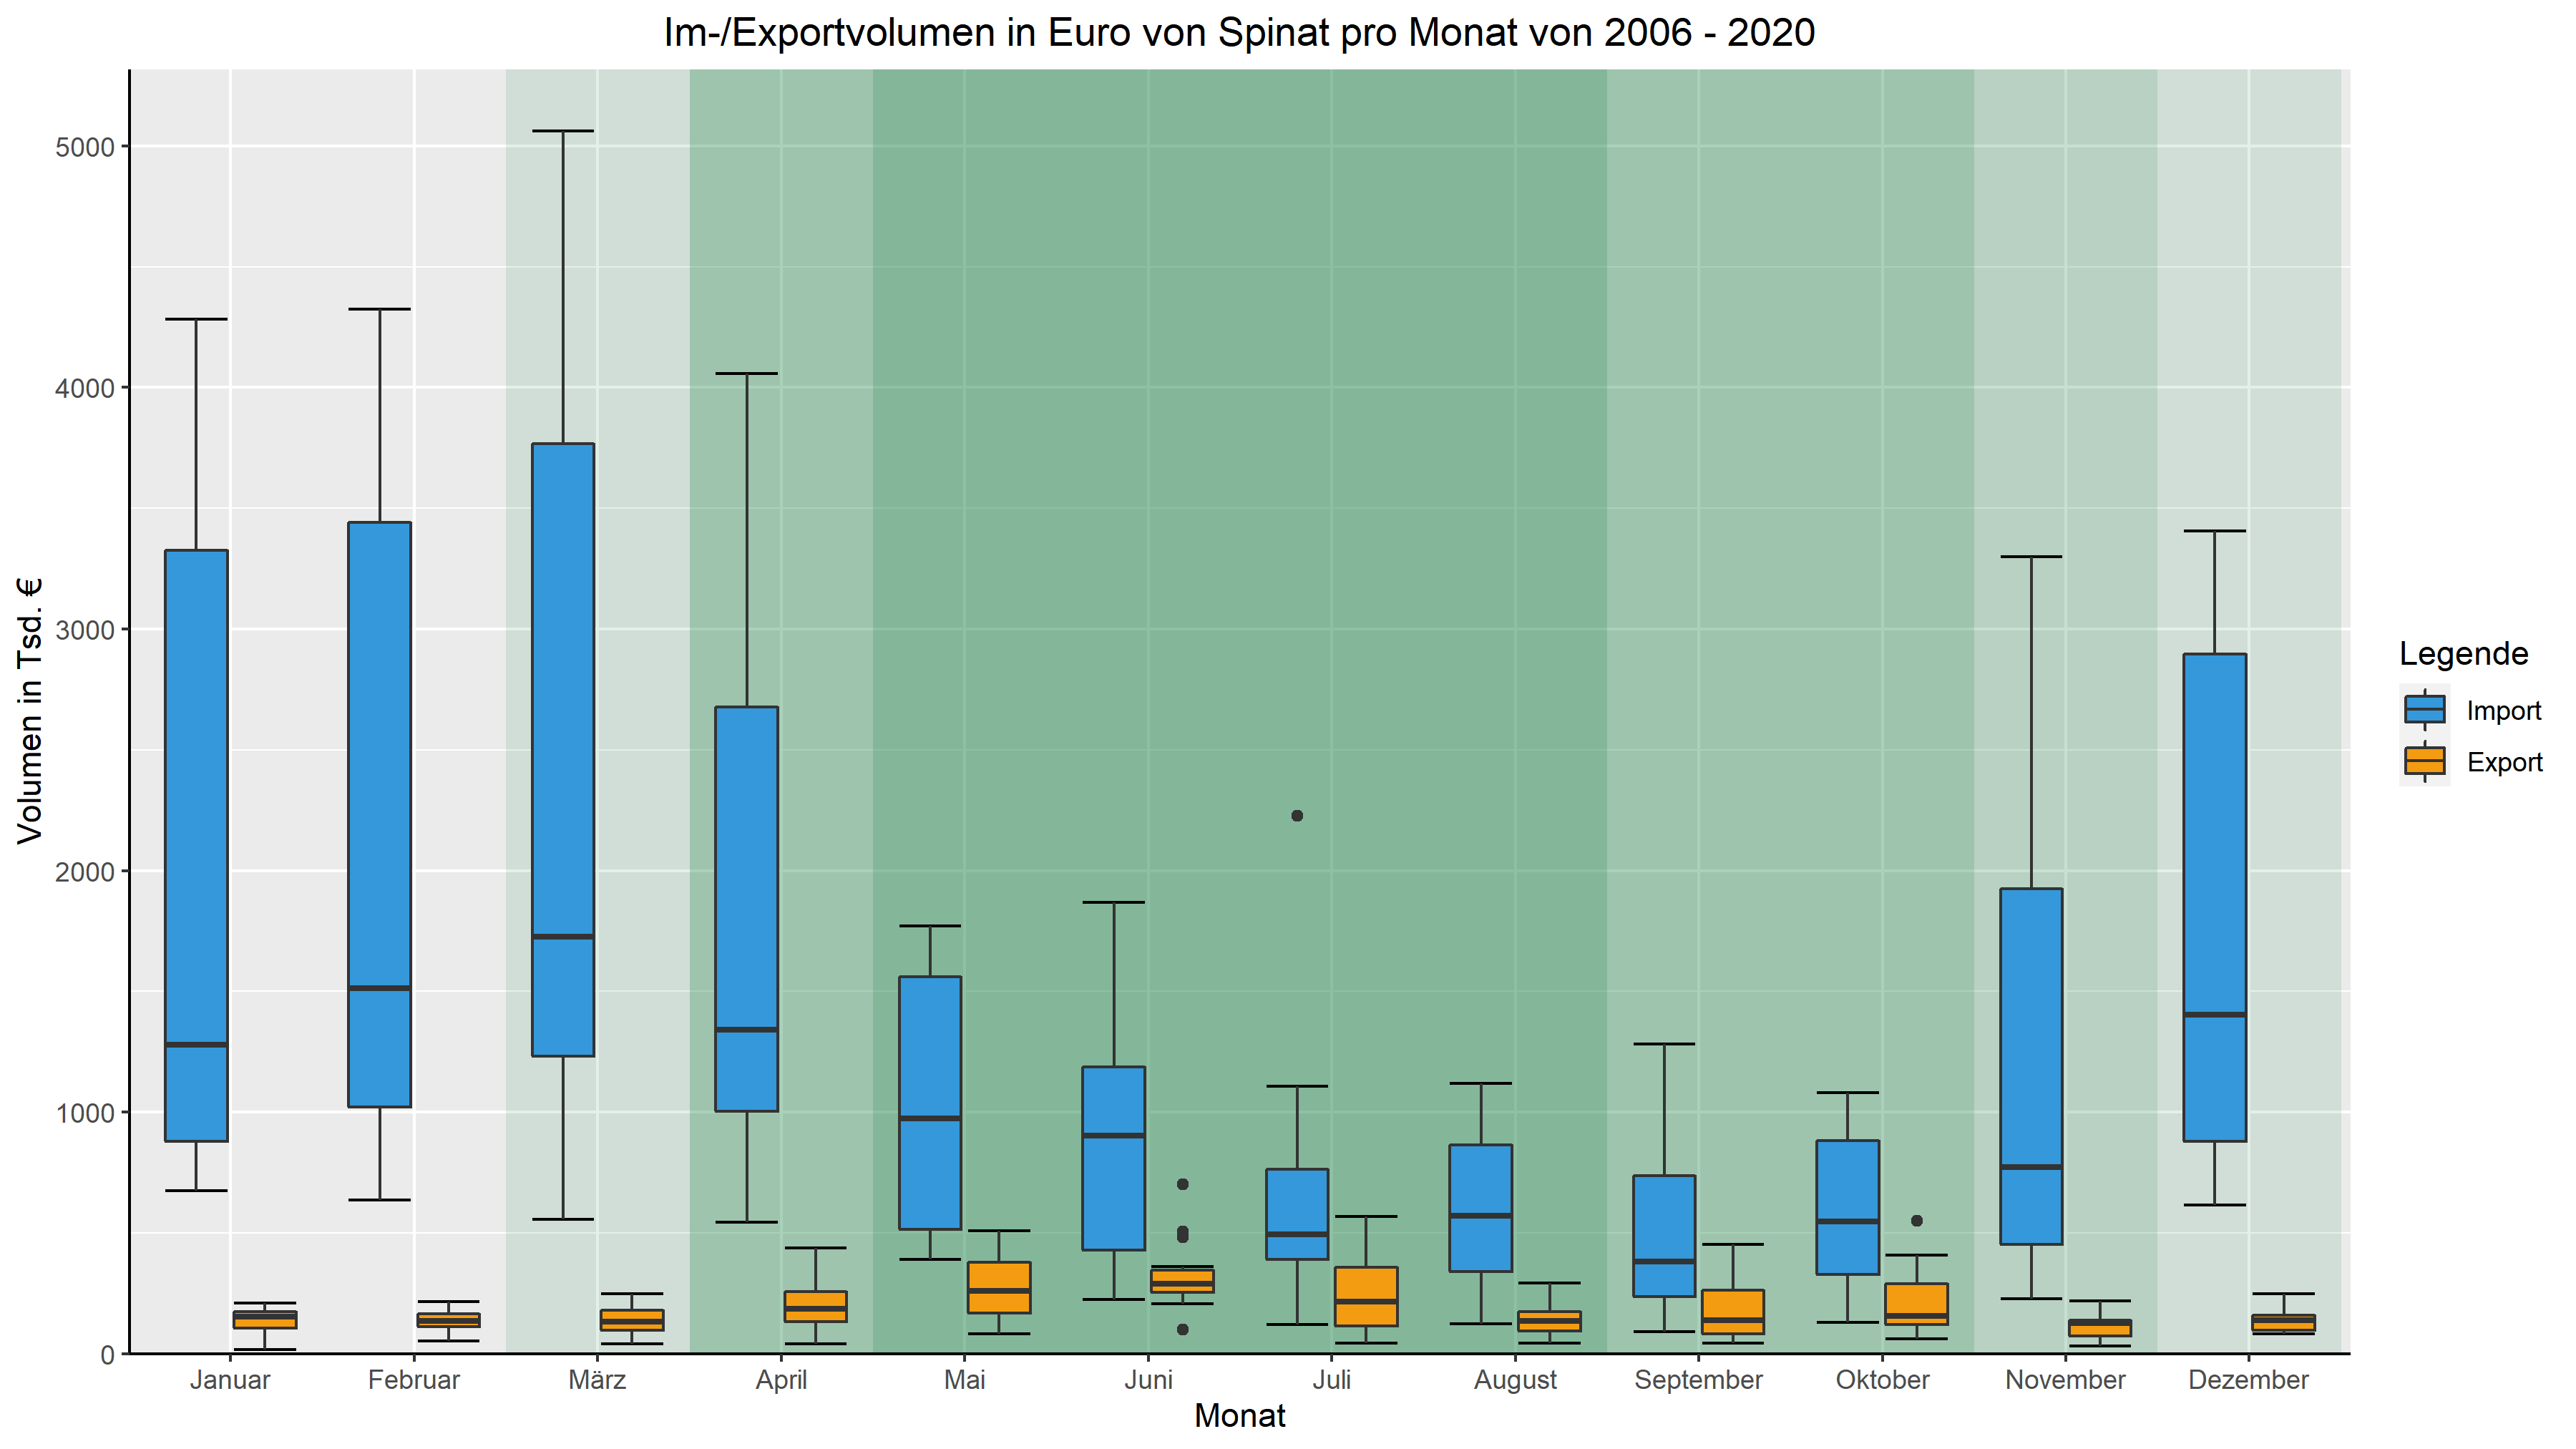 Im-/Exportvolumen in Euro von Spinat pro Monat von 2006 - 2020
Volumen in Tsd. €
5000
4000
3000
2000
1000
0
Januar Februar März April Mai Juni Juli August September Oktober November Dezember
Monat
Legende
Import
Export